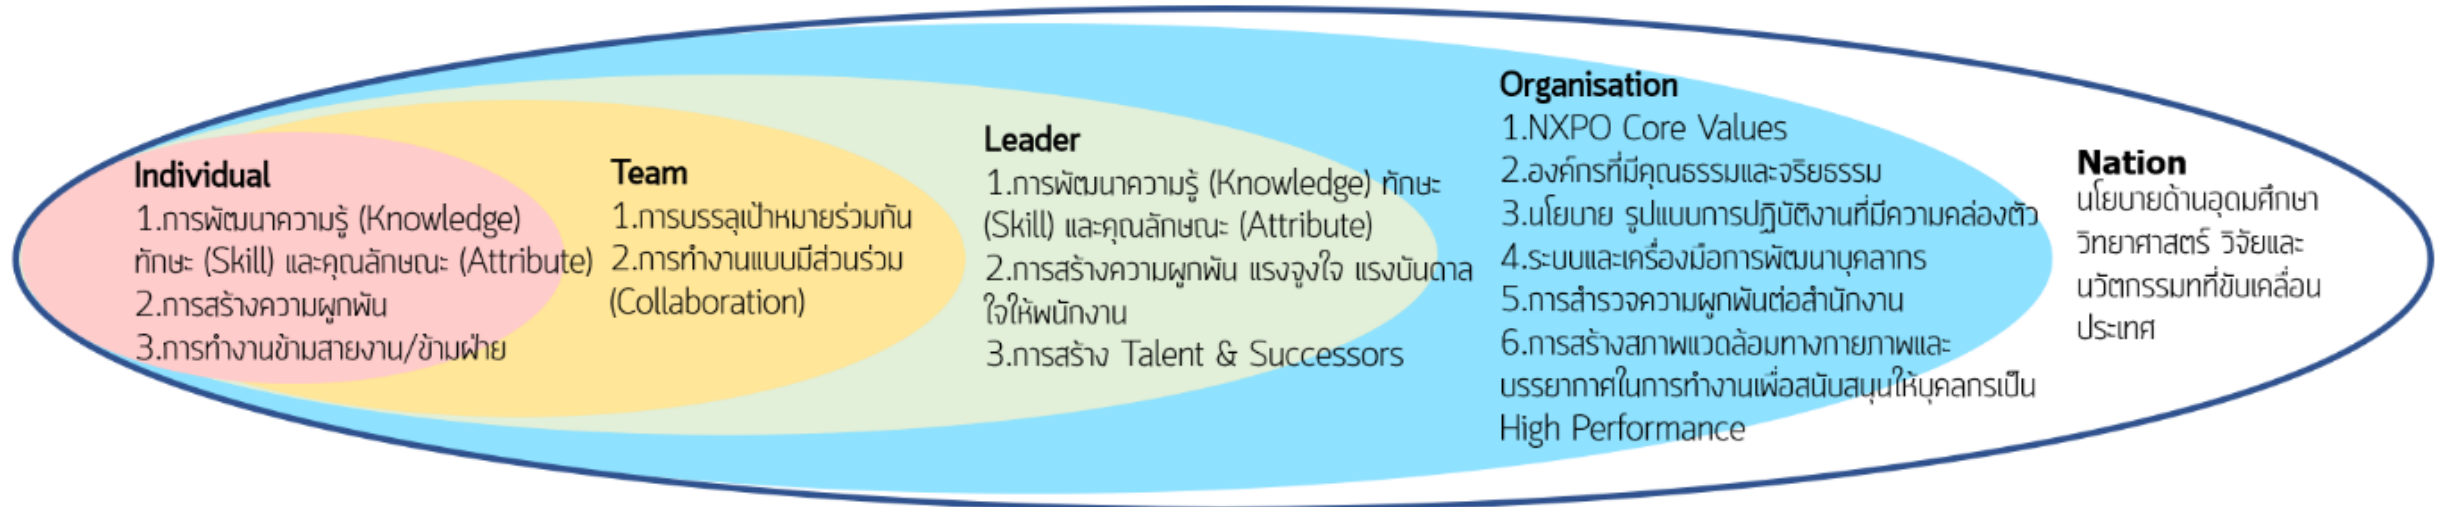 Individual
1.การพัฒนาความรู้ (Knowledge)
ทักษะ (Skill) และคุณลักษณะ (Attribute)
2.การสร้างความผูกพัน
3.การทำงานข้ามสายงาน/ข้ามฝ่าย
Team
1.การบรรลุเป้าหมายร่วมกัน
2.การทำงานแบบมีส่วนร่วม
(Collaboration)
Leader
1.การพัฒนาความรู้ (Knowledge) ทักษะ
(Skill) และคุณลักษณะ (Attribute)
2.การสร้างความผูกพัน แรงจูงใจ แรงบันดาล
ใจให้พนักงาน
3.การสร้าง Talent & Successors
Organisation
1.NXPO Core Values
2.องค์กรที่มีคุณธรรมและจริยธรรม
3.นโยบาย รูปแบบการปฏิบัติงานที่มีความคล่องตัว
4.ระบบและเครื่องมือการพัฒนาบุคลากร
5.การสำรวจความผูกพันต่อสำนักงาน
6.การสร้างสภาพแวดล้อมทางกายภาพและ
บรรยากาศในการทำงานเพื่อสนับสนุนให้บุคลกรเป็น
High Performance
Nation
นโยบายด้านอุดมศึกษา
วิทยาศาสตร์ วิจัยและ
นวัตกรรมทที่ขับเคลื่อน
ประเทศ